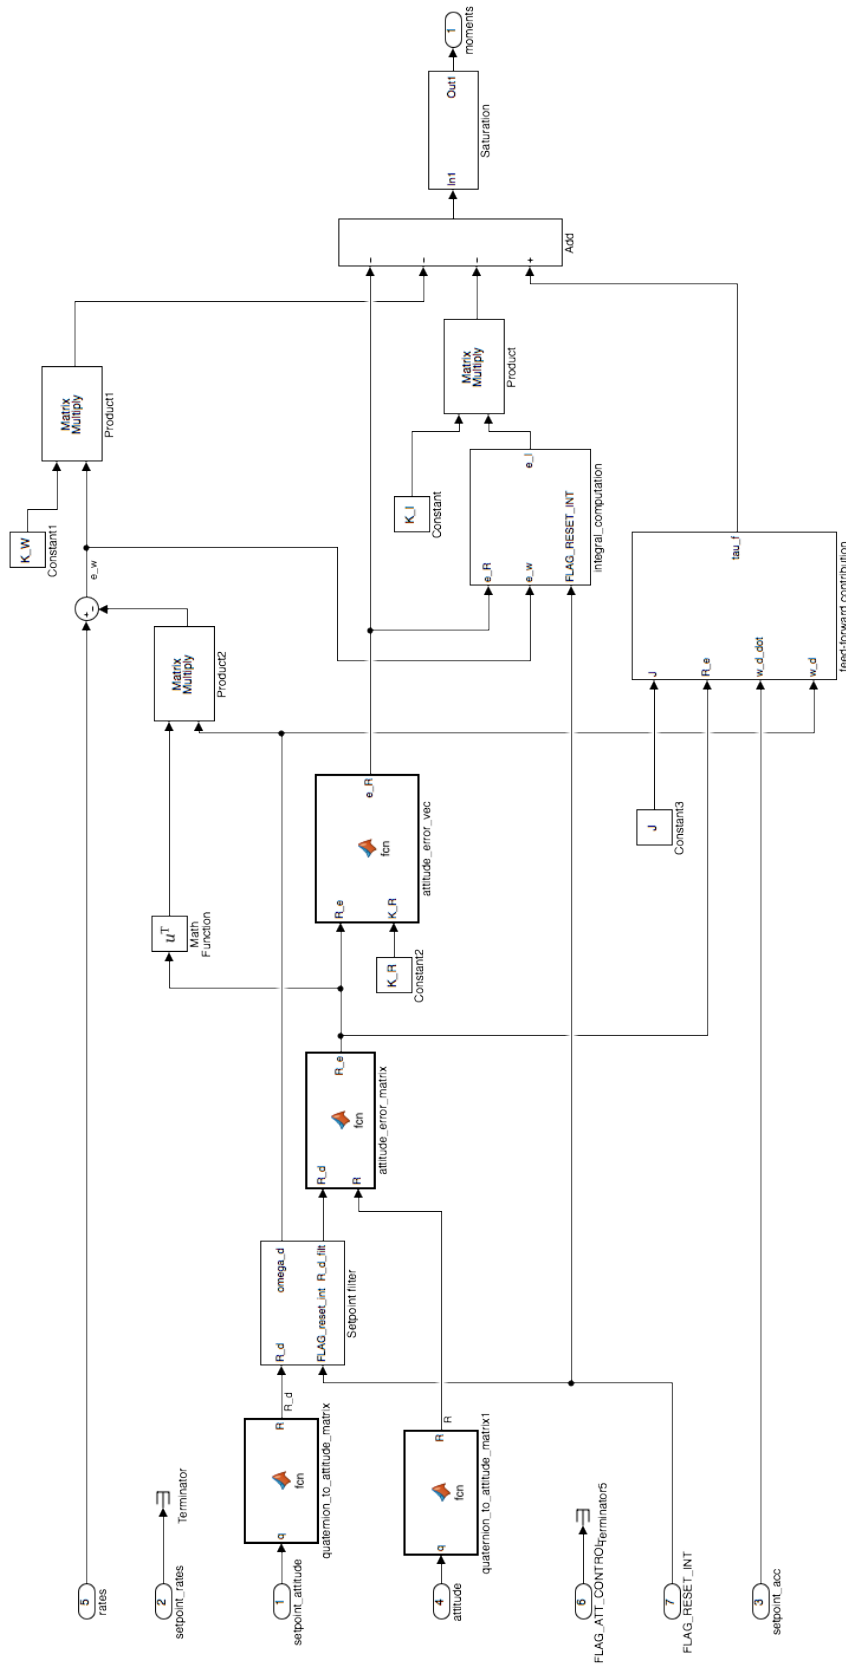 5
rates
2
setpoint_rates
Terminator
1
setpoint_attitude
q
fcn
R
quaternion_to_attitude_matrix
R_d
4
attitude
q
fcn
R
quaternion_to_attitude_matrix1
R
6
FLAG_ATT_CONTROL
Terminator5
7
FLAG_RESET_INT
3
setpoint_acc
R_d
omega_d
FLAG_reset_int
R_d_filt
Setpoint filter
R_d
R
fcn
R_e
attitude_error_matrix
u^T
Math
Function
K_R
Constant2
R_e
K_R
fcn
e_R
attitude_error_vec
J
Constant3
Matrix
Multiply
Product2
+
-
e_w
K_W
Constant1
Matrix
Multiply
Product1
e_R
e_w
FLAG_RESET_INT
e_I
integral_computation
K_I
Constant
Matrix
Multiply
Product
J
R_e
w_d_dot
w_d
tau_f
feed-forward contribution
-
-
-
+
Add
In1
Out1
Saturation
1
moments